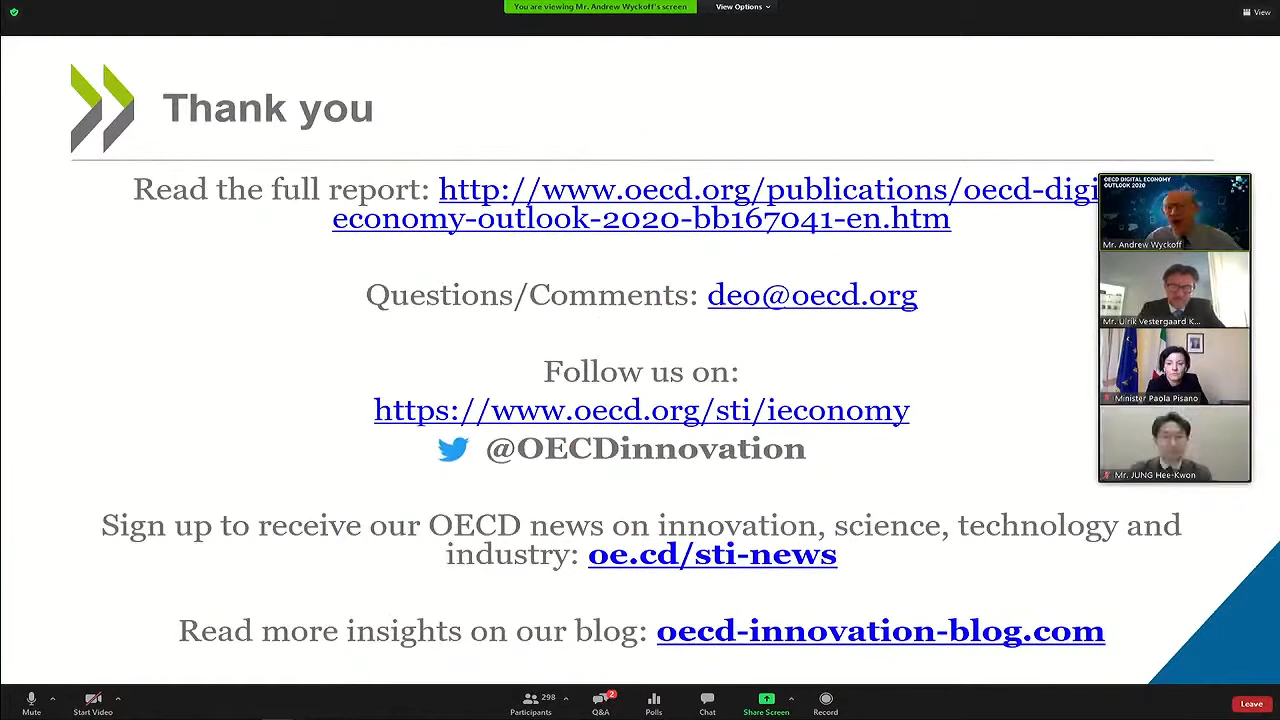 You are viewing Mr. Andrew Wyckoff's screen
View Options
View
Thank you
Read the full report: http://www.oecd.org/publications/oecd-digi
economy-outlook-2020-bb167041-en.htm
Questions/Comments: deo@oecd.org
Follow us on:
https://www.oecd.org/sti/ieconomy
@OECDinnovation
Sign up to receive our OECD news on innovation, science, technology and
industry: oe.cd/sti-news
Read more insights on our blog: oecd-innovation-blog.com
OECD DIGITAL ECONOMY
OUTLOOK 2020
Mr. Andrew Wyckoff
Mr. Ulrik Vestergaard K...
Minister Paola Pisano
Mr. JUNG Hee-Kwon
Mute
Start Video
298
Participants
2
Q&A
Polls
Chat
Share Screen
Record
Leave